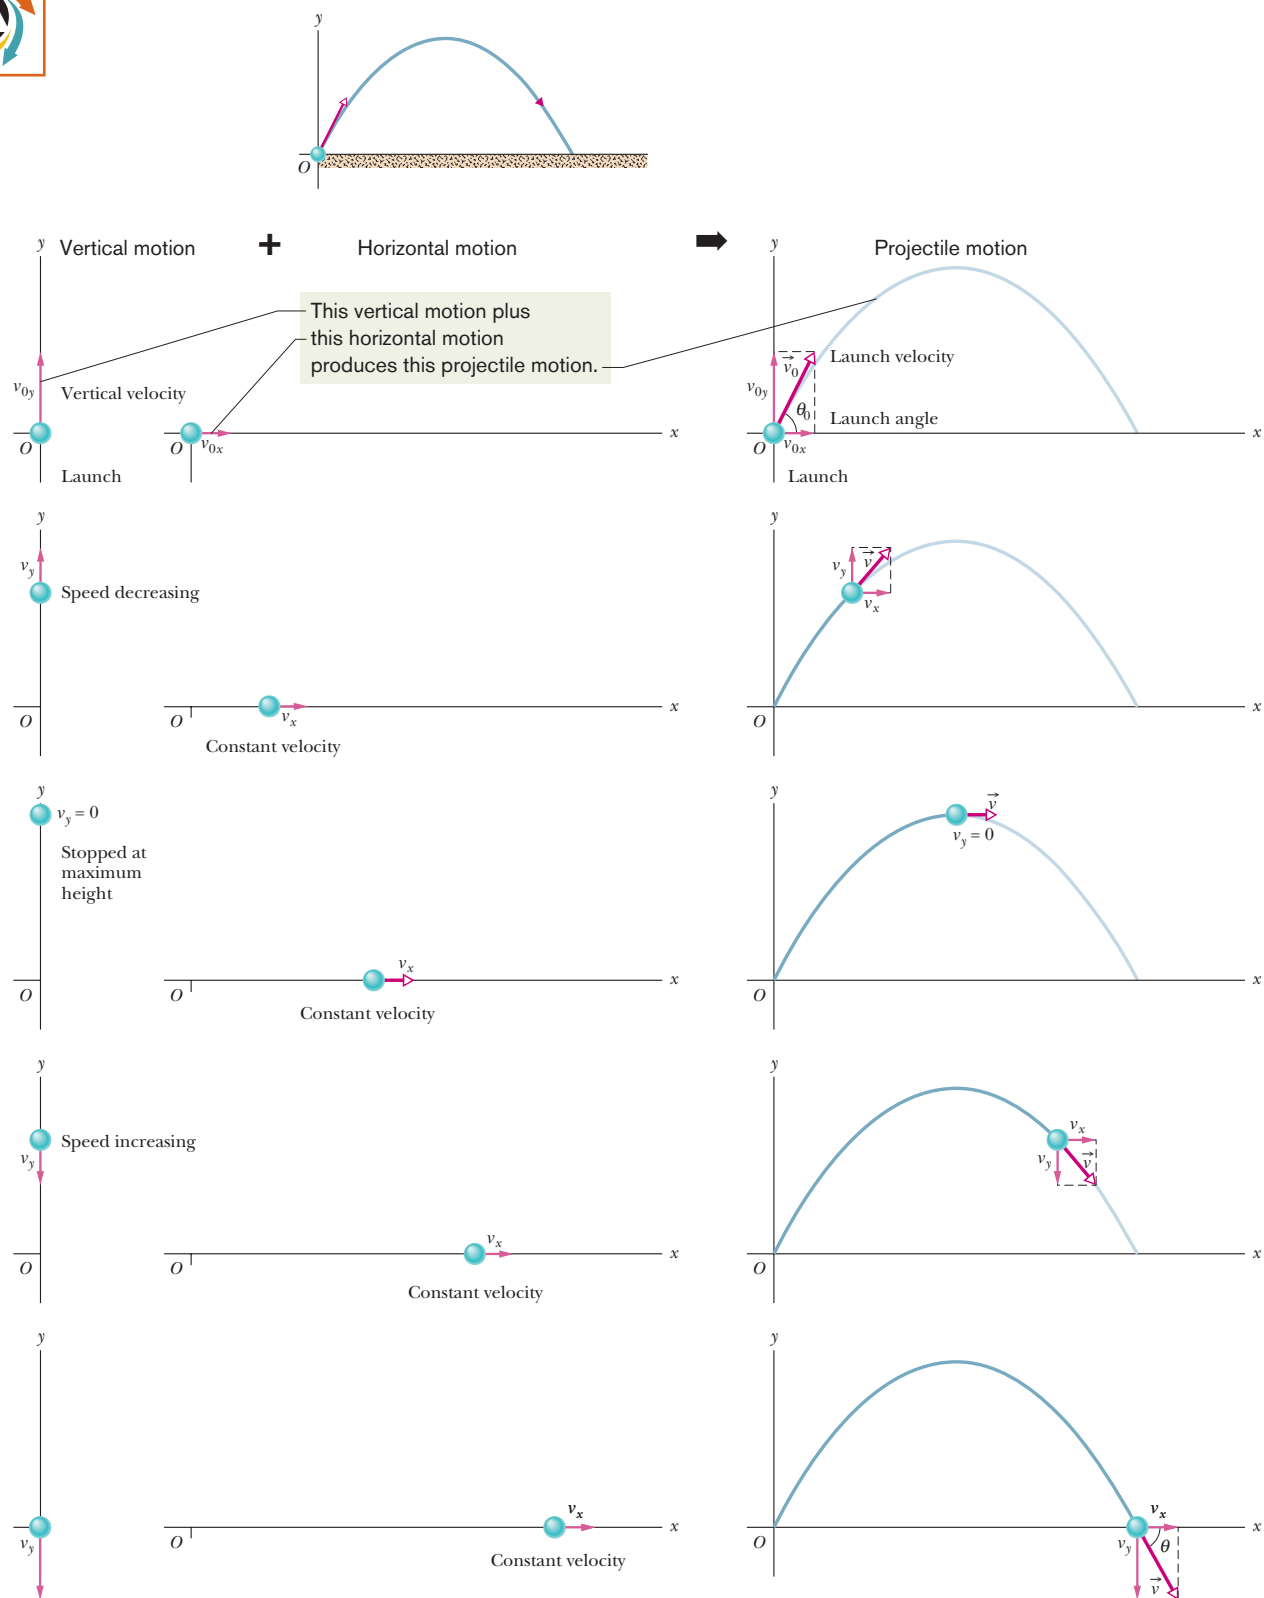 y
O
y Vertical motion + Horizontal motion ➡ y Projectile motion
This vertical motion plus
this horizontal motion
produces this projectile motion.
v0y
Vertical velocity
O
Launch
O v0x x
v0y
v⃗0
Launch velocity
θ0
Launch angle
O v0x x
Launch
y
vy
Speed decreasing
O
O vx x
Constant velocity
y
vy v⃗
vx
O x
y
vy = 0
Stopped at
maximum
height
O
vx
O x
Constant velocity
y
v⃗
vy = 0
O x
y
Speed increasing
vy
O
vx
O x
Constant velocity
y
vx
vy v⃗
O x
y
vy
vx
O x
Constant velocity
y
vx
O x
vy θ
v⃗